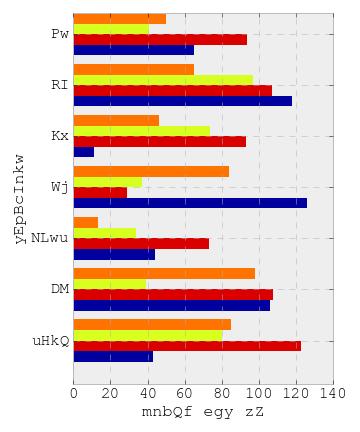 Pw
RI
Kx
Wj
NLwu
DM
uHkQ
yEpBcInkw
0 20 40 60 80 100 120 140
mnbQf egy zZ